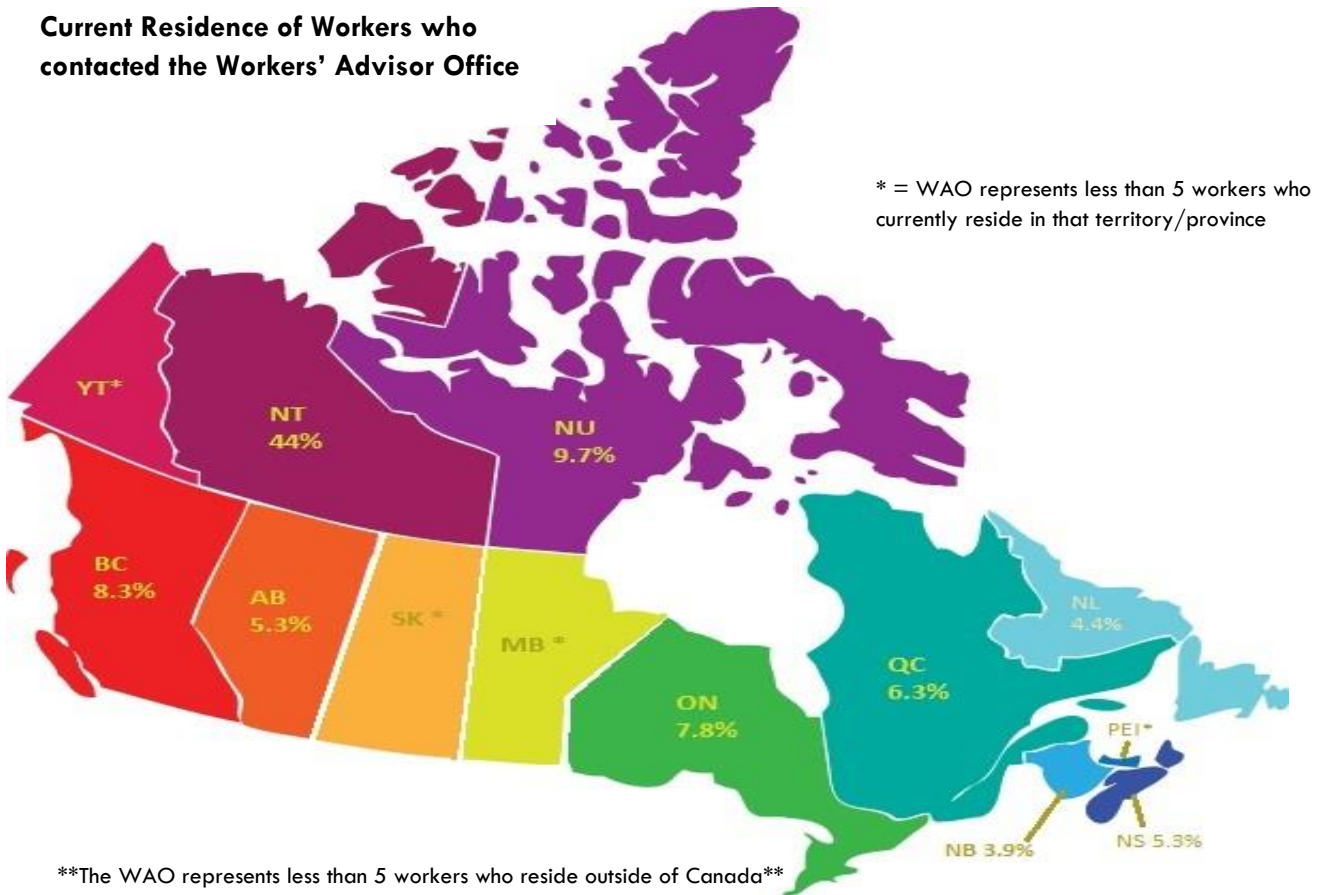 Current Residence of Workers who
contacted the Workers' Advisor Office
* = WAO represents less than 5 workers who
currently reside in that territory/province
YT*
NT
44%
NU
9.7%
BC
8.3%
AB
5.3%
SK *
MB *
ON
7.8%
QC
6.3%
NL
4.4%
PEI*
NB 3.9%
NS 5.3%
**The WAO represents less than 5 workers who reside outside of Canada**